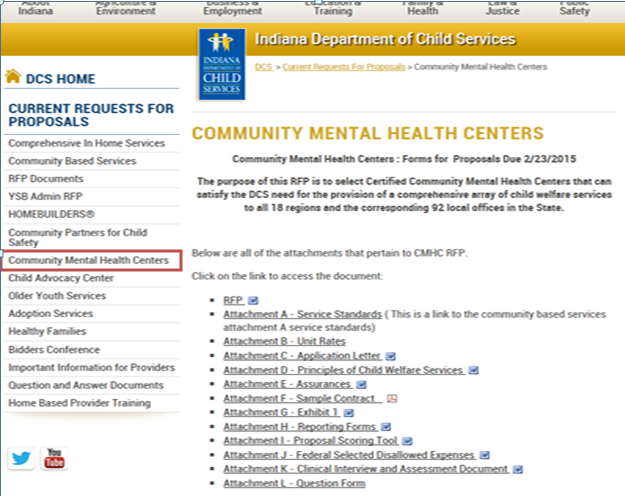 About
Indiana
Agriculture &
Environment
Business &
Employment
Education &
Training
Family &
Health
Law &
Justice
Public
Safety
INDIANA
DEPARTMENT OF
CHILD
SERVICES
Indiana Department of Child Services
DCS > Current Requests For Proposals > Community Mental Health Centers
DCS HOME
CURRENT REQUESTS FOR
PROPOSALS
Comprehensive In Home Services
Community Based Services
RFP Documents
YSB Admin RFP
HOMEBUILDERS®
Community Partners for Child
Safety
Community Mental Health Centers
Child Advocacy Center
Older Youth Services
Adoption Services
Healthy Families
Bidders Conference
Important Information for Providers
Question and Answer Documents
Home Based Provider Training
You
Tube
COMMUNITY MENTAL HEALTH CENTERS
Community Mental Health Centers : Forms for Proposals Due 2/23/2015
The purpose of this RFP is to select Certified Community Mental Health Centers that can
satisfy the DCS need for the provision of a comprehensive array of child welfare services
to all 18 regions and the corresponding 92 local offices in the State.
Below are all of the attachments that pertain to CMHC RFP.
Click on the link to access the document:
RFP
Attachment A - Service Standards ( This is a link to the community based services
attachment A service standards)
Attachment B - Unit Rates
Attachment C - Application Letter
Attachment D - Principles of Child Welfare Services
Attachment E - Assurances
Attachment F - Sample Contract
Attachment G - Exhibit 1
Attachment H - Reporting Forms
Attachment I - Proposal Scoring Tool
Attachment J - Federal Selected Disallowed Expenses
Attachment K - Clinical Interview and Assessment Document
Attachment L - Question Form